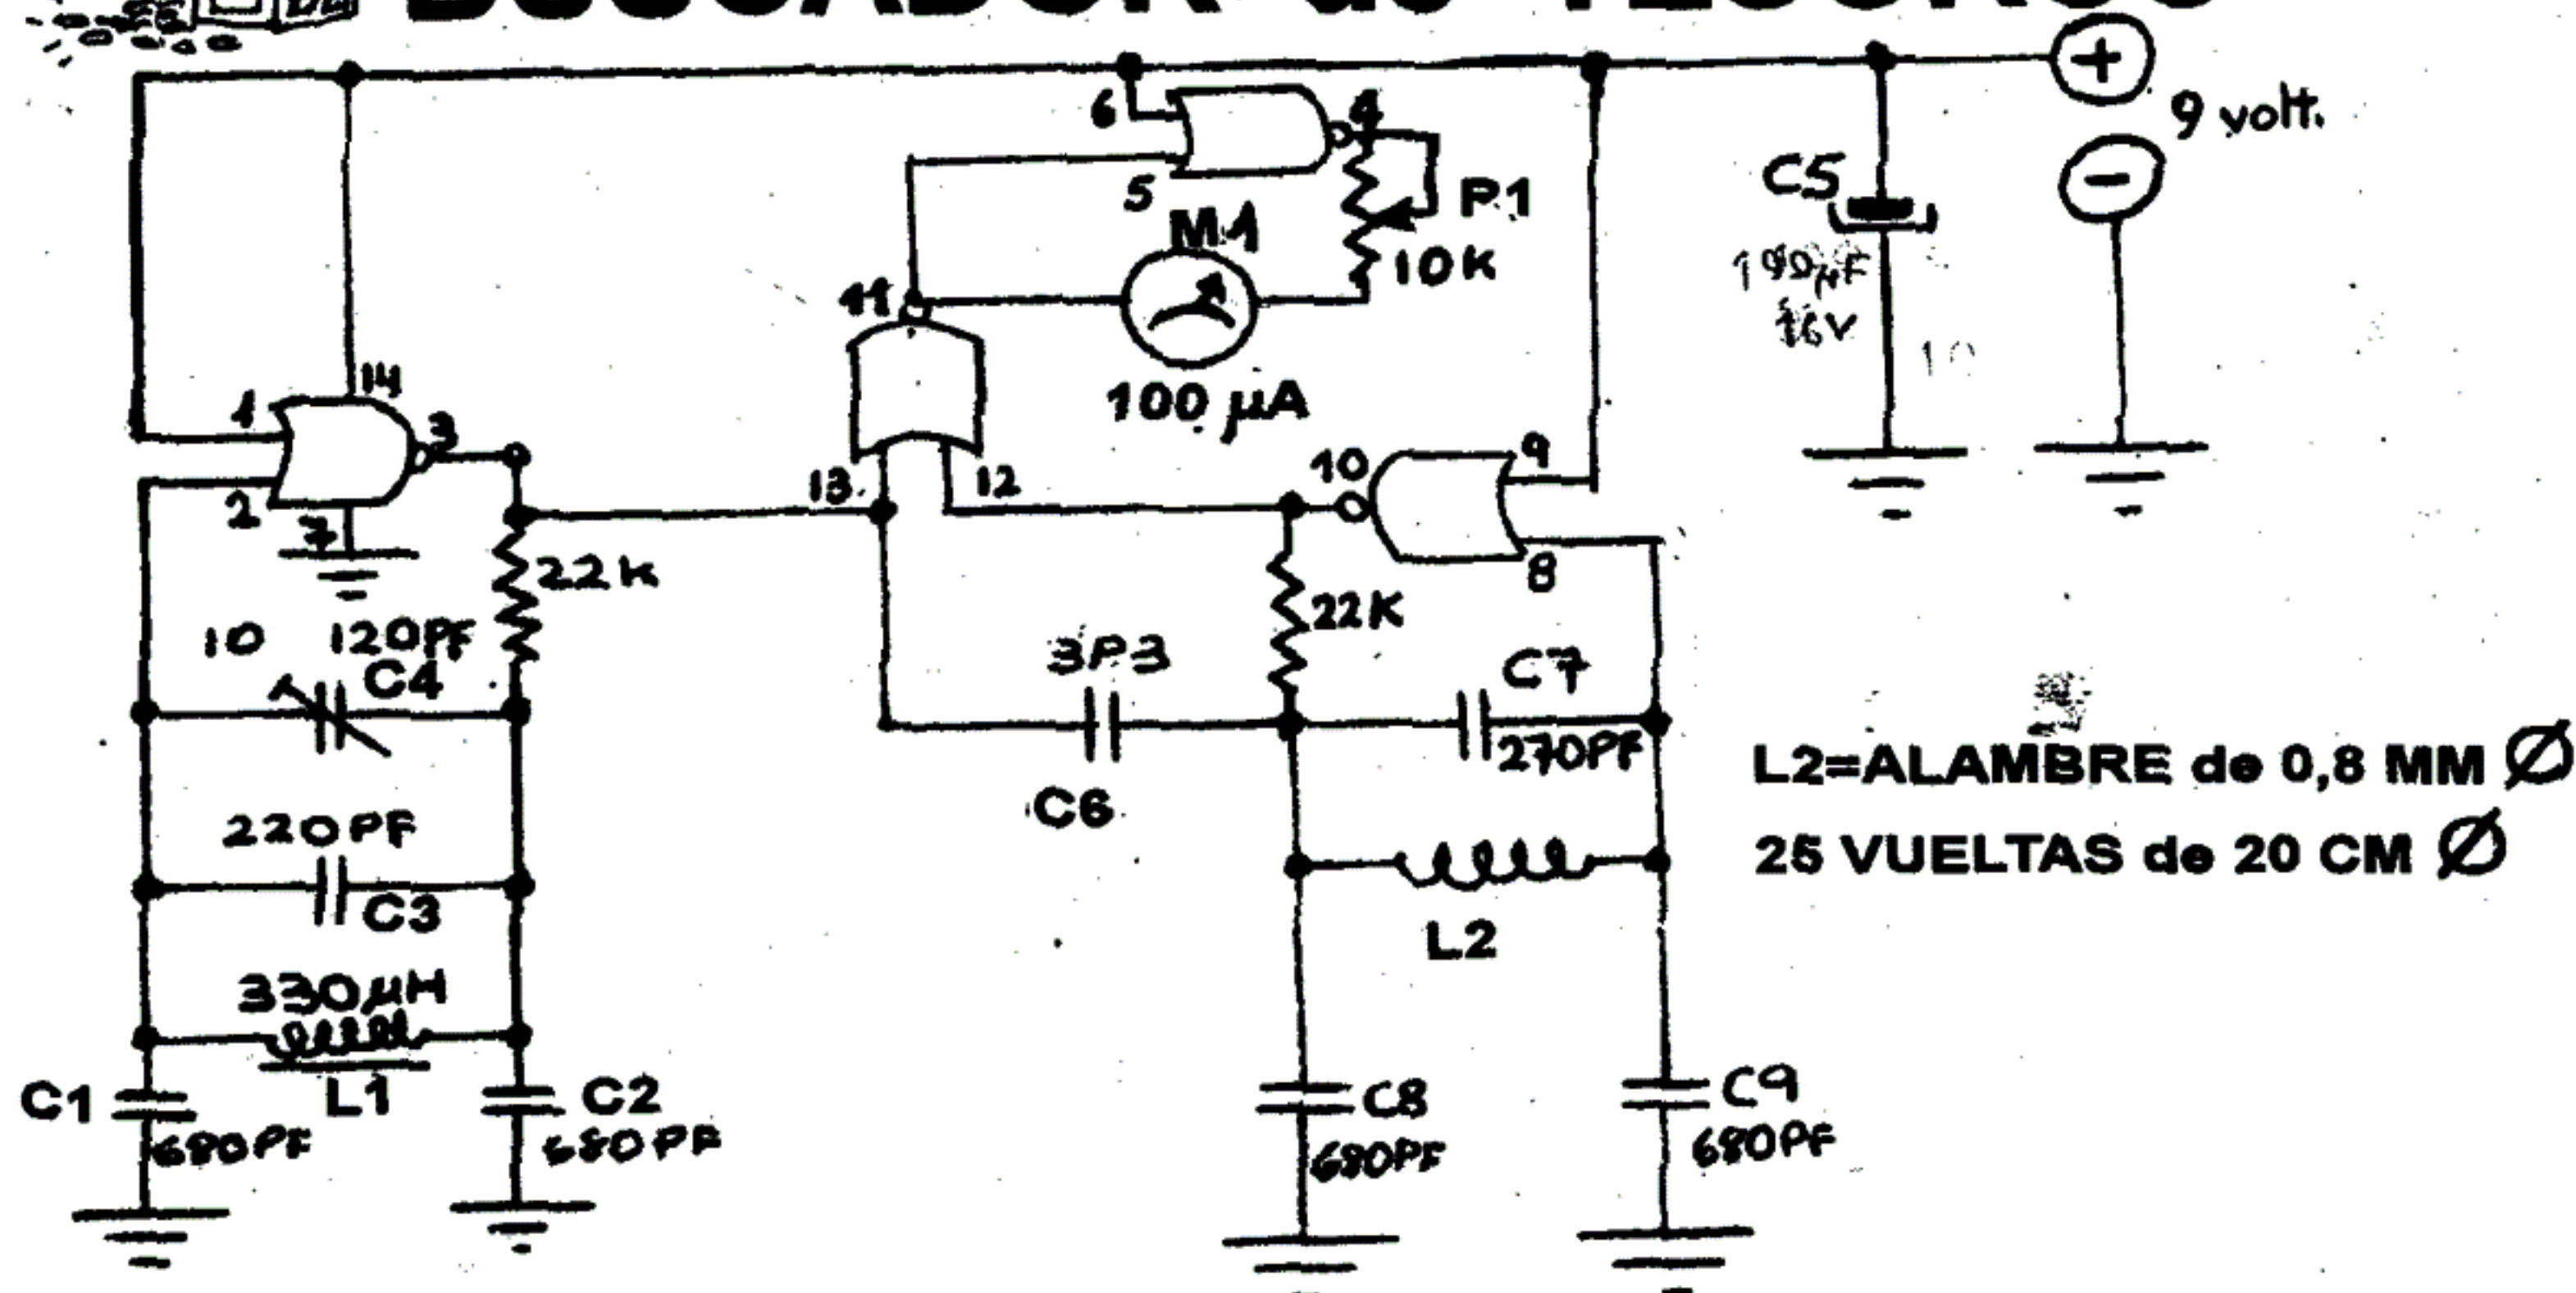 6
4
9 volt.
5
P1
10K
M1
100 µA
C5
16V
11
14
1
3
2
7
13
12
10
9
8
22K
22K
10 120PF
C4
3P3
C6
C7
270PF
220PF
C3
330µH
L1
L2
C1
680PF
C2
680PF
C8
680PF
C9
680PF
L2=ALAMBRE de 0,8 MM Ø
25 VUELTAS de 20 CM Ø